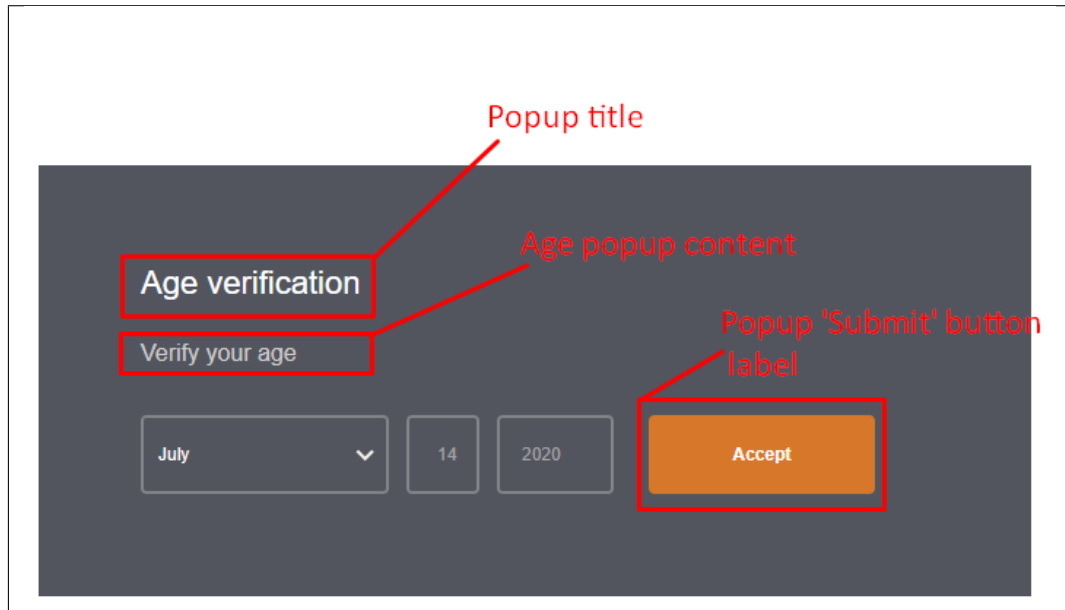 Popup title
Age popup content
Age verification
Popup 'Submit' button
label
Verify your age
July 14 2020 Accept